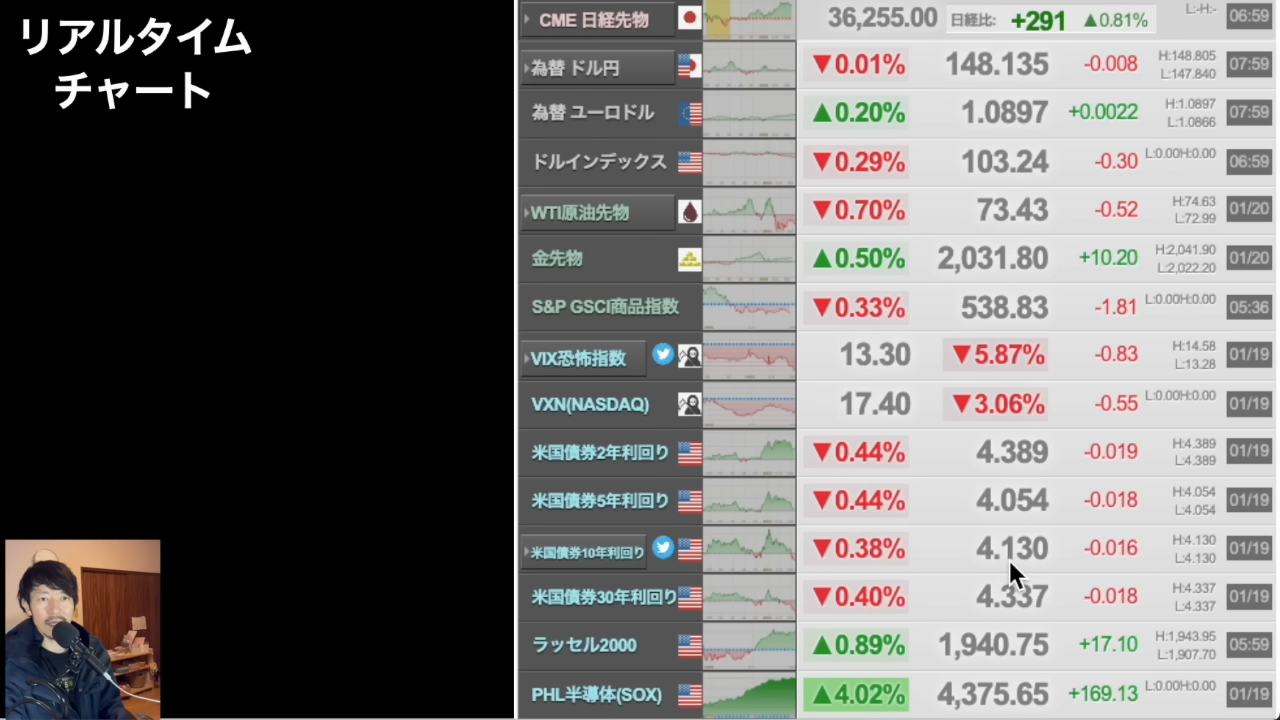 リアルタイム
チャート
CME 日経先物 36,255.00 日経比: +291 ▲0.81% L:-H:- 06:59
為替 ドル円 ▼0.01% 148.135 -0.008 H:148.805 L:147.840 07:59
為替 ユーロドル ▲0.20% 1.0897 +0.0022 H:1.0897 L:1.0866 07:59
ドルインデックス ▼0.29% 103.24 -0.30 L:0.00H:0.00 06:59
WTI原油先物 ▼0.70% 73.43 -0.52 H:74.63 L:72.99 01/20
金先物 ▲0.50% 2,031.80 +10.20 H:2,041.90 L:2,022.20 01/20
S&P GSCI商品指数 ▼0.33% 538.83 -1.81 L:0.00H:0.00 05:36
VIX恐怖指数 13.30 ▼5.87% -0.83 H:14.58 L:13.28 01/19
VXN(NASDAQ) 17.40 ▼3.06% -0.55 L:0.00H:0.00 01/19
米国債券2年利回り ▼0.44% 4.389 -0.019 H:4.389 L:4.389 01/19
米国債券5年利回り ▼0.44% 4.054 -0.018 H:4.054 L:4.054 01/19
米国債券10年利回り ▼0.38% 4.130 -0.016 H:4.130 L:4.130 01/19
米国債券30年利回り ▼0.40% 4.337 -0.018 H:4.337 L:4.337 01/19
ラッセル2000 ▲0.89% 1,940.75 +17.10 H:1,943.95 L:1,907.70 05:59
PHL半導体(SOX) ▲4.02% 4,375.65 +169.13 L:0.00H:0.00 01/19